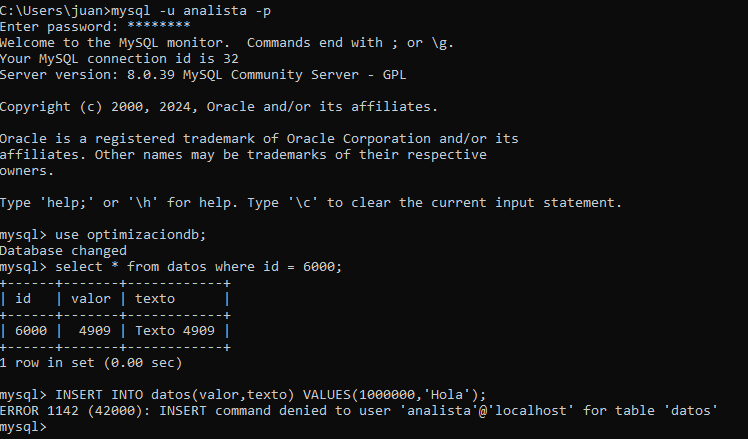 C:\Users\juan>mysql -u analista -p
Enter password: ********
Welcome to the MySQL monitor.  Commands end with ; or \g.
Your MySQL connection id is 32
Server version: 8.0.39 MySQL Community Server - GPL
Copyright (c) 2000, 2024, Oracle and/or its affiliates.
Oracle is a registered trademark of Oracle Corporation and/or its
affiliates. Other names may be trademarks of their respective
owners.
Type 'help;' or '\h' for help. Type '\c' to clear the current input statement.
mysql> use optimizaciondb;
Database changed
mysql> select * from datos where id = 6000;
+------+-------+------------+
| id   | valor | texto      |
+------+-------+------------+
| 6000 |  4909 | Texto 4909 |
+------+-------+------------+
1 row in set (0.00 sec)
mysql> INSERT INTO datos(valor,texto) VALUES(1000000,'Hola');
ERROR 1142 (42000): INSERT command denied to user 'analista'@'localhost' for table 'datos'
mysql>